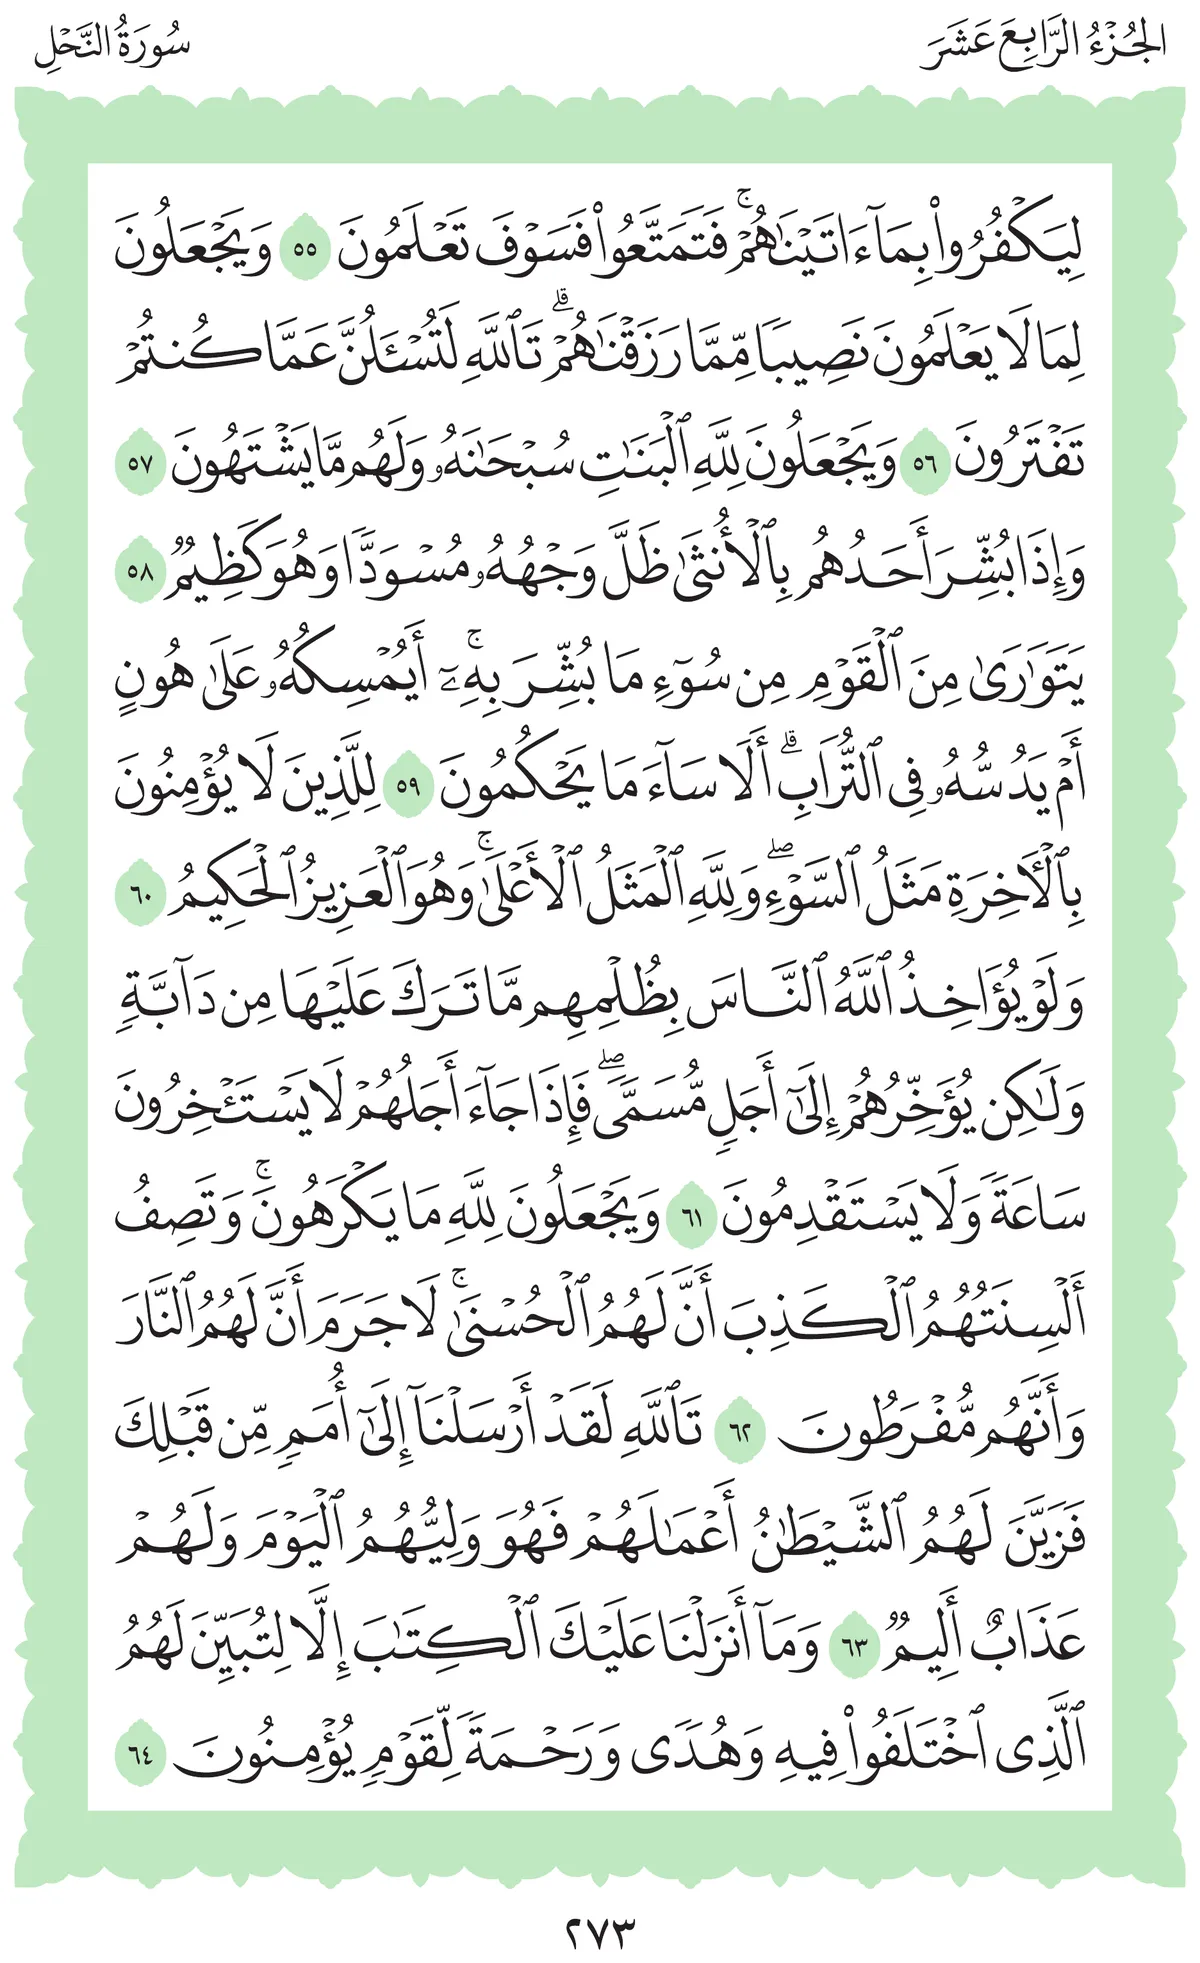 الجُزْءُ الرَّابِعَ عَشَرَ
سُورَةُ النَّحْلِ
لِيَكْفُرُوا۟ بِمَآ ءَاتَيْنَٰهُمْ ۚ فَتَمَتَّعُوا۟ فَسَوْفَ تَعْلَمُونَ ٥٥ وَيَجْعَلُونَ
لِمَا لَا يَعْلَمُونَ نَصِيبًا مِّمَّا رَزَقْنَٰهُمْ ۗ تَٱللَّهِ لَتُسْـَٔلُنَّ عَمَّا كُنتُمْ
تَفْتَرُونَ ٥٦ وَيَجْعَلُونَ لِلَّهِ ٱلْبَنَٰتِ سُبْحَٰنَهُۥ وَلَهُم مَّا يَشْتَهُونَ ٥٧
وَإِذَا بُشِّرَ أَحَدُهُم بِٱلْأُنثَىٰ ظَلَّ وَجْهُهُۥ مُسْوَدًّا وَهُوَ كَظِيمٌ ٥٨
يَتَوَٰرَىٰ مِنَ ٱلْقَوْمِ مِن سُوٓءِ مَا بُشِّرَ بِهِۦٓ ۚ أَيُمْسِكُهُۥ عَلَىٰ هُونٍ
أَمْ يَدُسُّهُۥ فِى ٱلتُّرَابِ ۗ أَلَا سَآءَ مَا يَحْكُمُونَ ٥٩ لِلَّذِينَ لَا يُؤْمِنُونَ
بِٱلْـَٔاخِرَةِ مَثَلُ ٱلسَّوْءِ ۖ وَلِلَّهِ ٱلْمَثَلُ ٱلْأَعْلَىٰ ۚ وَهُوَ ٱلْعَزِيزُ ٱلْحَكِيمُ ٦٠
وَلَوْ يُؤَاخِذُ ٱللَّهُ ٱلنَّاسَ بِظُلْمِهِم مَّا تَرَكَ عَلَيْهَا مِن دَآبَّةٍ
وَلَٰكِن يُؤَخِّرُهُمْ إِلَىٰٓ أَجَلٍ مُّسَمًّى ۖ فَإِذَا جَآءَ أَجَلُهُمْ لَا يَسْتَـْٔخِرُونَ
سَاعَةً وَلَا يَسْتَقْدِمُونَ ٦١ وَيَجْعَلُونَ لِلَّهِ مَا يَكْرَهُونَ ۚ وَتَصِفُ
أَلْسِنَتُهُمُ ٱلْكَذِبَ أَنَّ لَهُمُ ٱلْحُسْنَىٰ ۚ لَا جَرَمَ أَنَّ لَهُمُ ٱلنَّارَ
وَأَنَّهُم مُّفْرَطُونَ ٦٢ تَٱللَّهِ لَقَدْ أَرْسَلْنَآ إِلَىٰٓ أُمَمٍ مِّن قَبْلِكَ
فَزَيَّنَ لَهُمُ ٱلشَّيْطَٰنُ أَعْمَٰلَهُمْ فَهُوَ وَلِيُّهُمُ ٱلْيَوْمَ وَلَهُمْ
عَذَابٌ أَلِيمٌ ٦٣ وَمَآ أَنزَلْنَا عَلَيْكَ ٱلْكِتَٰبَ إِلَّا لِتُبَيِّنَ لَهُمُ
ٱلَّذِى ٱخْتَلَفُوا۟ فِيهِ وَهُدًى وَرَحْمَةً لِّقَوْمٍ يُؤْمِنُونَ ٦٤
٢٧٣